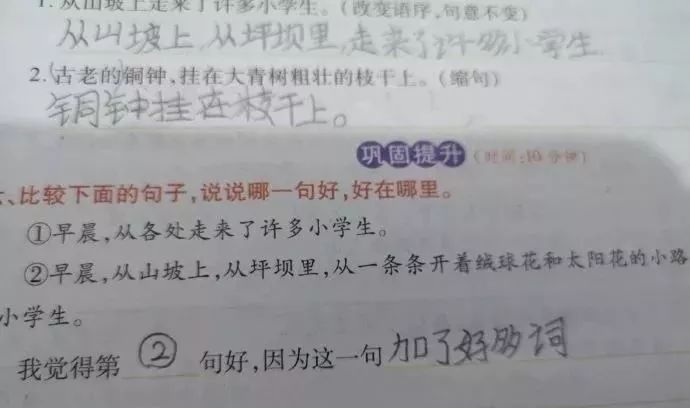 1.从山坡上走来了许多小学生。(改变语序,句意不变)
从山坡上,从坪坝里,走来了许多小学生
2.(古老的)铜钟,挂在大青树粗壮的枝干上。(缩句)
铜钟挂在枝干上。
巩固提升 (时间:10分钟)
六、比较下面的句子,说说哪一句好,好在哪里。
①早晨,从各处走来了许多小学生。
②早晨,从山坡上,从坪坝里,从一条条开着绒球花和太阳花的小路
小学生。
我觉得第 ② 句好,因为这一句 加了好多词